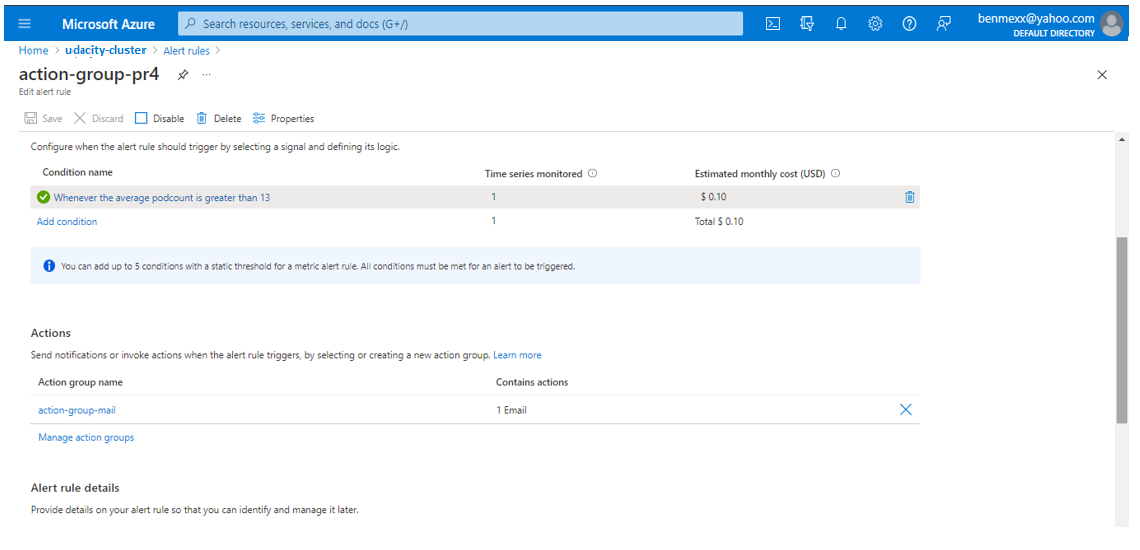 Microsoft Azure
Search resources, services, and docs (G+/)
benmexx@yahoo.com
DEFAULT DIRECTORY
Home > udacity-cluster > Alert rules >
action-group-pr4 ...
Edit alert rule
Save Discard Disable Delete Properties
Configure when the alert rule should trigger by selecting a signal and defining its logic.
Condition name Time series monitored Estimated monthly cost (USD)
Whenever the average podcount is greater than 13 1 $ 0.10
Add condition 1 Total $ 0.10
You can add up to 5 conditions with a static threshold for a metric alert rule. All conditions must be met for an alert to be triggered.
Actions
Send notifications or invoke actions when the alert rule triggers, by selecting or creating a new action group. Learn more
Action group name Contains actions
action-group-mail 1 Email
Manage action groups
Alert rule details
Provide details on your alert rule so that you can identify and manage it later.